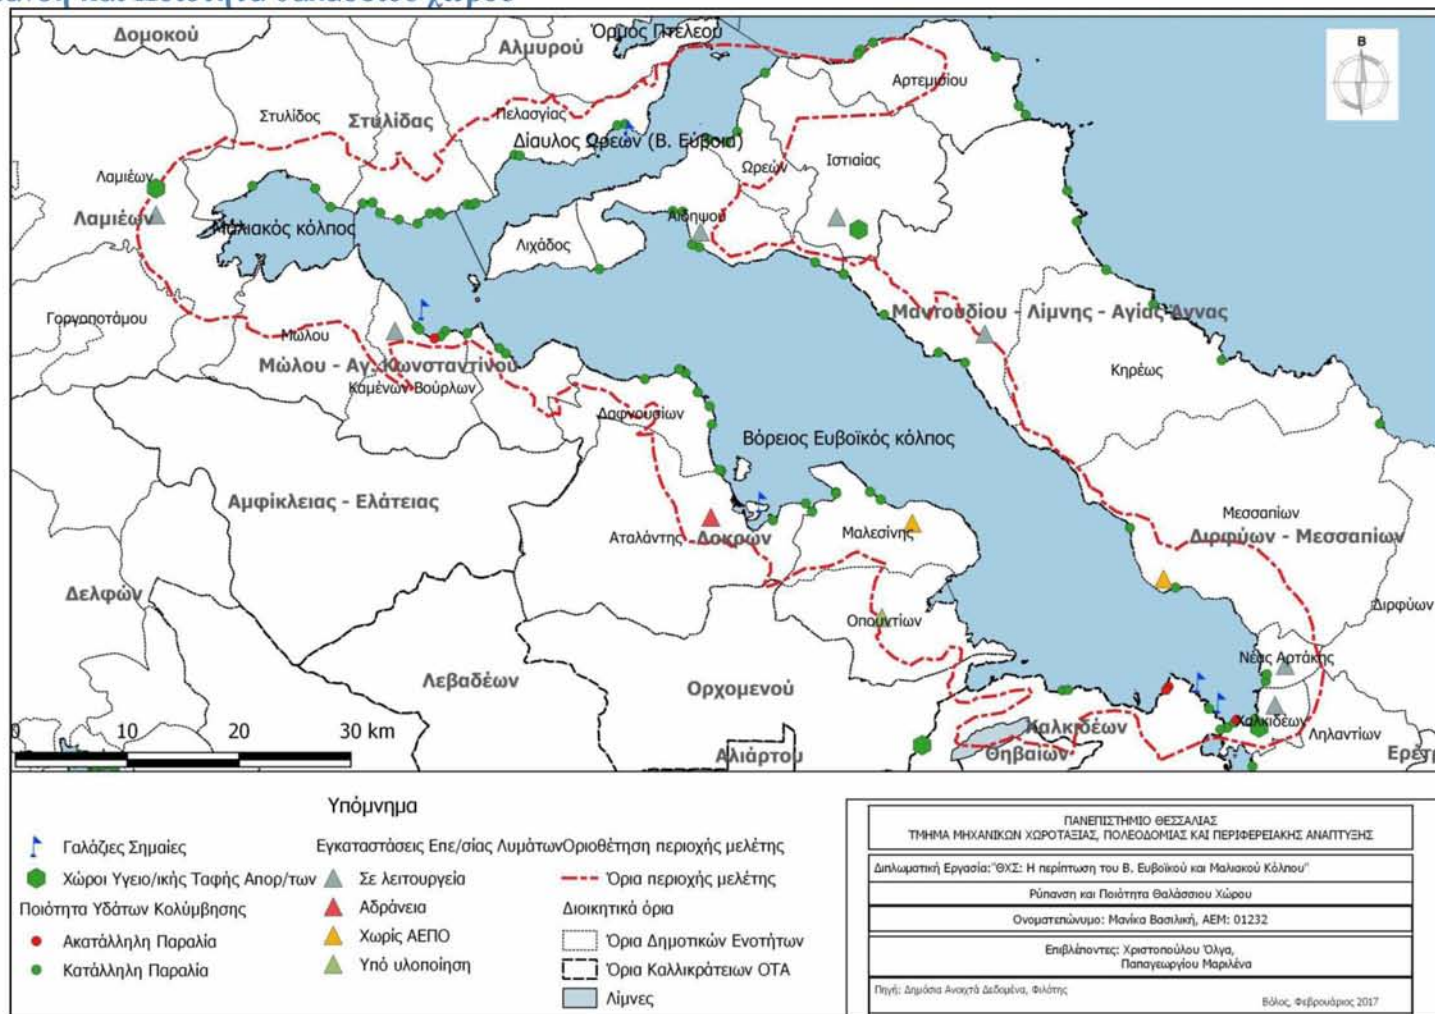 Δομοκού
Αλμυρού
Όρμος Πτελεού
Αρτεμισίου
Β
Στυλίδος
Στυλίδας
Πελασγίας
Δίαυλος Ωρεών (Β. Εύβοια)
Ωρεών
Ιστιαίας
Λαμιέων
Λαμιέων
Μαλιακός κόλπος
Αιδηψού
Λιχάδος
Γοργοποτάμου
Μώλου
Μώλου - Αγ. Κωνσταντίνου
Καμένων Βούρλων
Μαντουδίου - Λίμνης - Αγίας Άννας
Κηρέως
Δαφνουσίων
Βόρειος Ευβοϊκός κόλπος
Αμφίκλειας - Ελάτειας
Αταλάντης
Λοκρών
Μαλεσίνης
Μεσσαπίων
Διρφύων - Μεσσαπίων
Δελφών
Οπουντίων
Διρφύων
Λεβαδέων
Ορχομενού
Νέας Αρτάκης
Χαλκιδέων
Χαλκιδέων
Ληλαντίων
Αλιάρτου
Θηβαίων
0 10 20 30 km
Υπόμνημα
Γαλάζιες Σημαίες
Χώροι Υγειο/ικής Ταφής Απορ/των
Ποιότητα Υδάτων Κολύμβησης
Ακατάλληλη Παραλία
Κατάλληλη Παραλία
Εγκαταστάσεις Επε/σίας Λυμάτων
Σε λειτουργεία
Αδράνεια
Χωρίς ΑΕΠΟ
Υπό υλοποίηση
Οριοθέτηση περιοχής μελέτης
Όρια περιοχής μελέτης
Διοικητικά όρια
Όρια Δημοτικών Ενοτήτων
Όρια Καλλικράτειων ΟΤΑ
Λίμνες
ΠΑΝΕΠΙΣΤΗΜΙΟ ΘΕΣΣΑΛΙΑΣ
ΤΜΗΜΑ ΜΗΧΑΝΙΚΩΝ ΧΩΡΟΤΑΞΙΑΣ, ΠΟΛΕΟΔΟΜΙΑΣ ΚΑΙ ΠΕΡΙΦΕΡΕΙΑΚΗΣ ΑΝΑΠΤΥΞΗΣ
Διπλωματική Εργασία:"ΘΧΣ: Η περίπτωση του Β. Ευβοϊκού και Μαλιακού Κόλπου"
Ρύπανση και Ποιότητα Θαλάσσιου Χώρου
Ονοματεπώνυμο: Μανίκα Βασιλική, ΑΕΜ: 01232
Επιβλέποντες: Χριστοπούλου Όλγα,
Παπαγεωργίου Μαριλένα
Πηγή: Δημόσια Ανοιχτά Δεδομένα, Φιλότης
Βόλος, Φεβρουάριος 2017